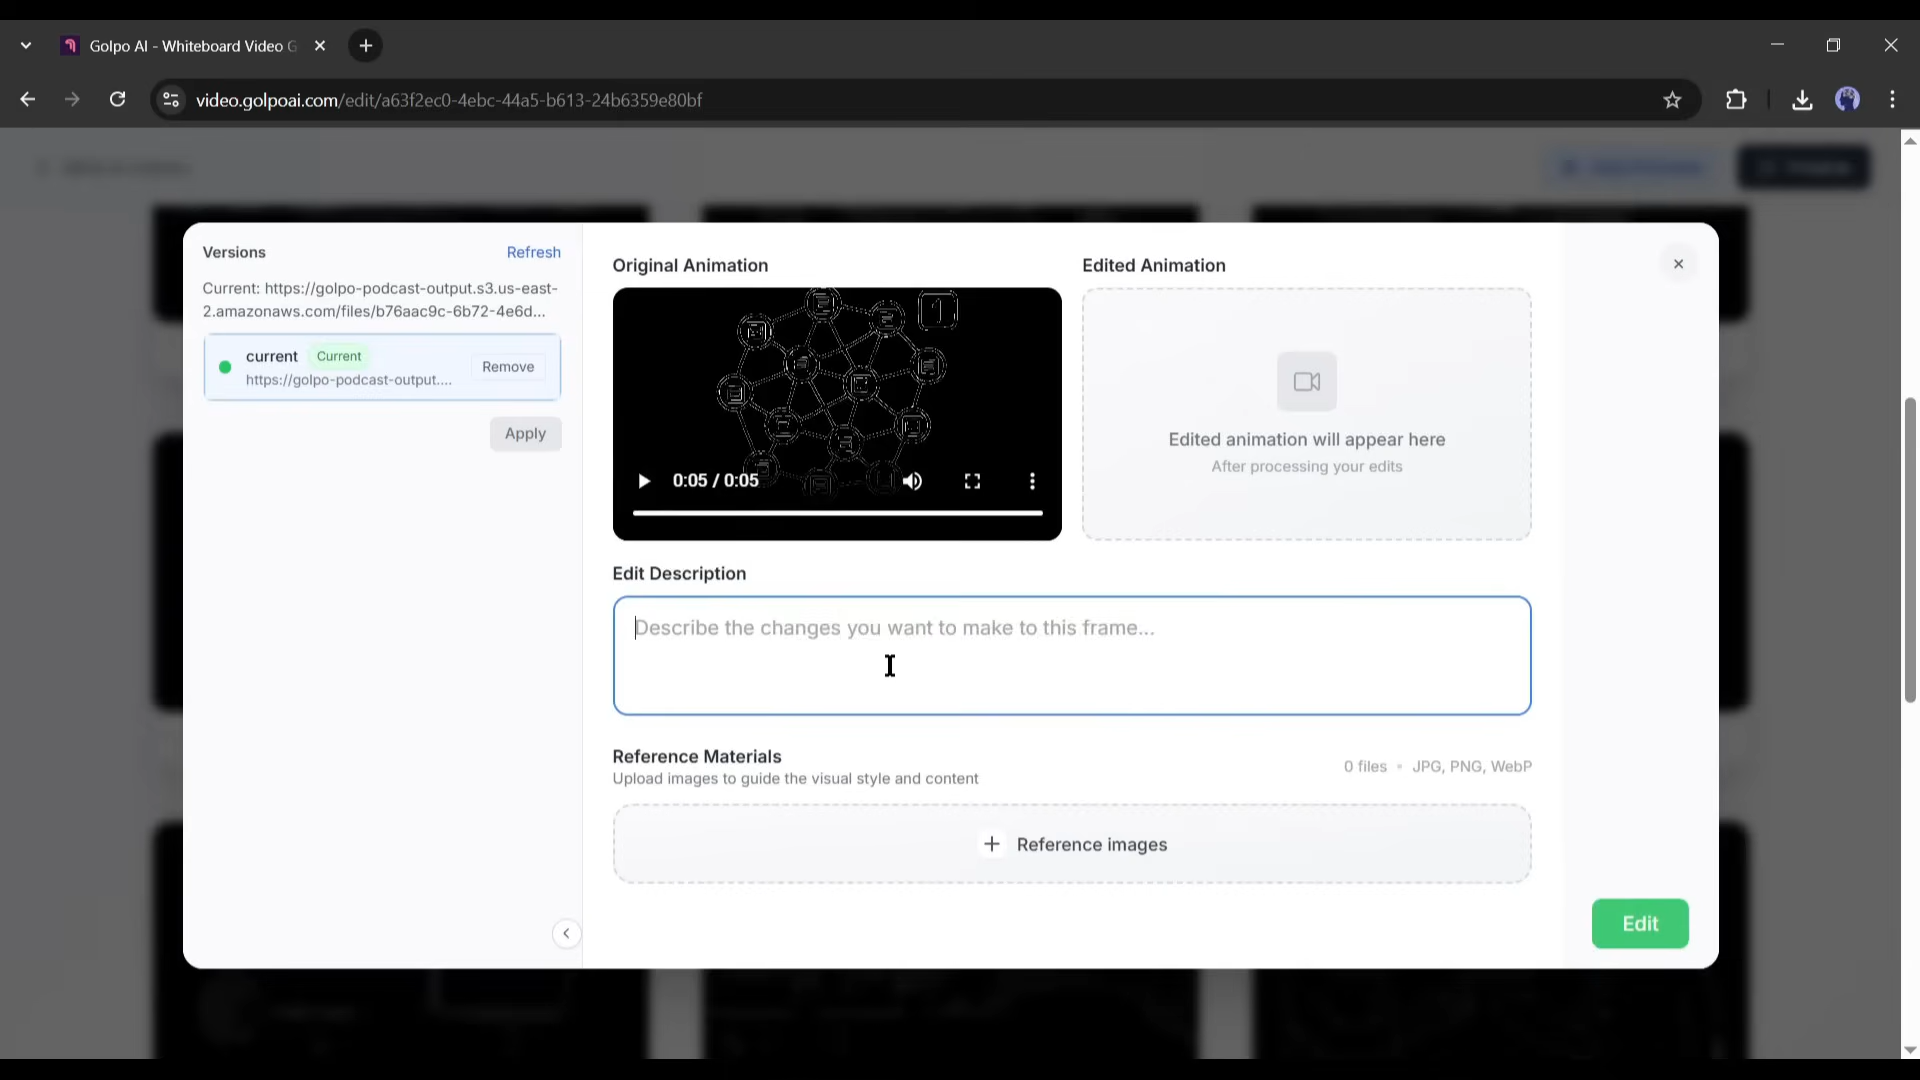 Golpo AI - Whiteboard Video G
video.golpoai.com/edit/a63f2ec0-4ebc-44a5-b613-24b6359e80bf
Versions
Refresh
Current: https://golpo-podcast-output.s3.us-east-
2.amazonaws.com/files/b76aac9c-6b72-4e6d...
current
Current
https://golpo-podcast-output....
Remove
Apply
Original Animation
1
0:05 / 0:05
Edited Animation
Edited animation will appear here
After processing your edits
Edit Description
Describe the changes you want to make to this frame...
Reference Materials
Upload images to guide the visual style and content
0 files • JPG, PNG, WebP
+ Reference images
Edit